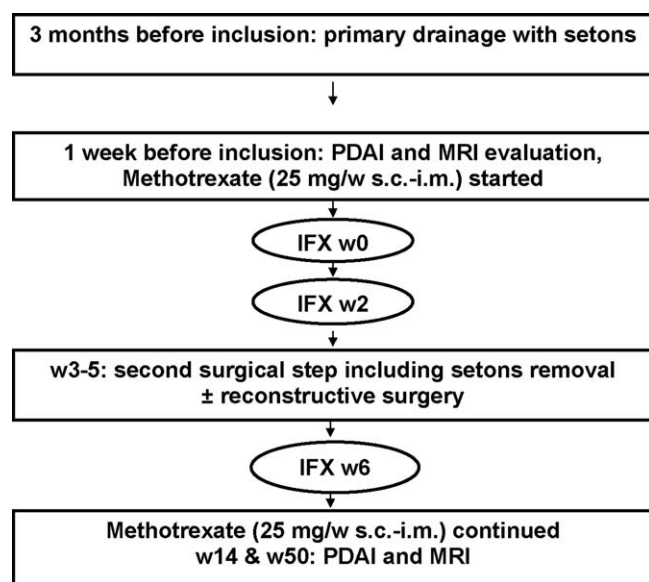 3 months before inclusion: primary drainage with setons
1 week before inclusion: PDAI and MRI evaluation,
Methotrexate (25 mg/w s.c.-i.m.) started
IFX w0
IFX w2
w3-5: second surgical step including setons removal
± reconstructive surgery
IFX w6
Methotrexate (25 mg/w s.c.-i.m.) continued
w14 & w50: PDAI and MRI